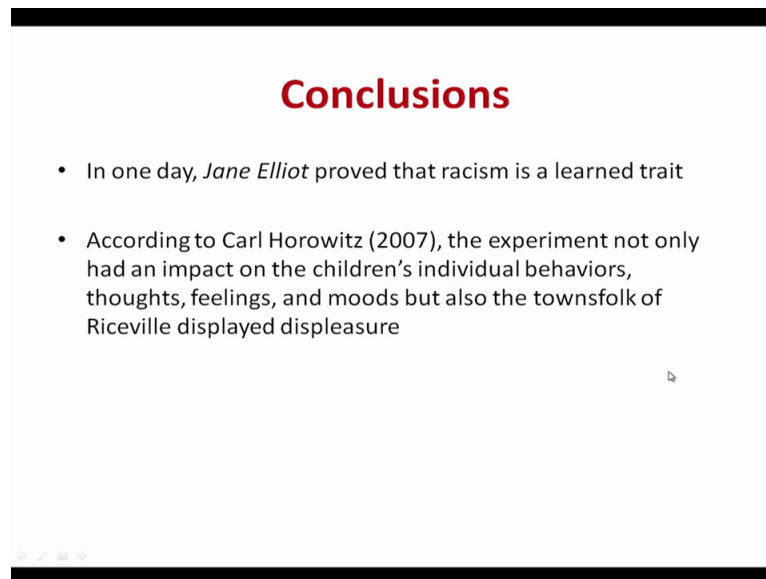 Conclusions
• In one day, Jane Elliot proved that racism is a learned trait
• According to Carl Horowitz (2007), the experiment not only
had an impact on the children's individual behaviors,
thoughts, feelings, and moods but also the townsfolk of
Riceville displayed displeasure